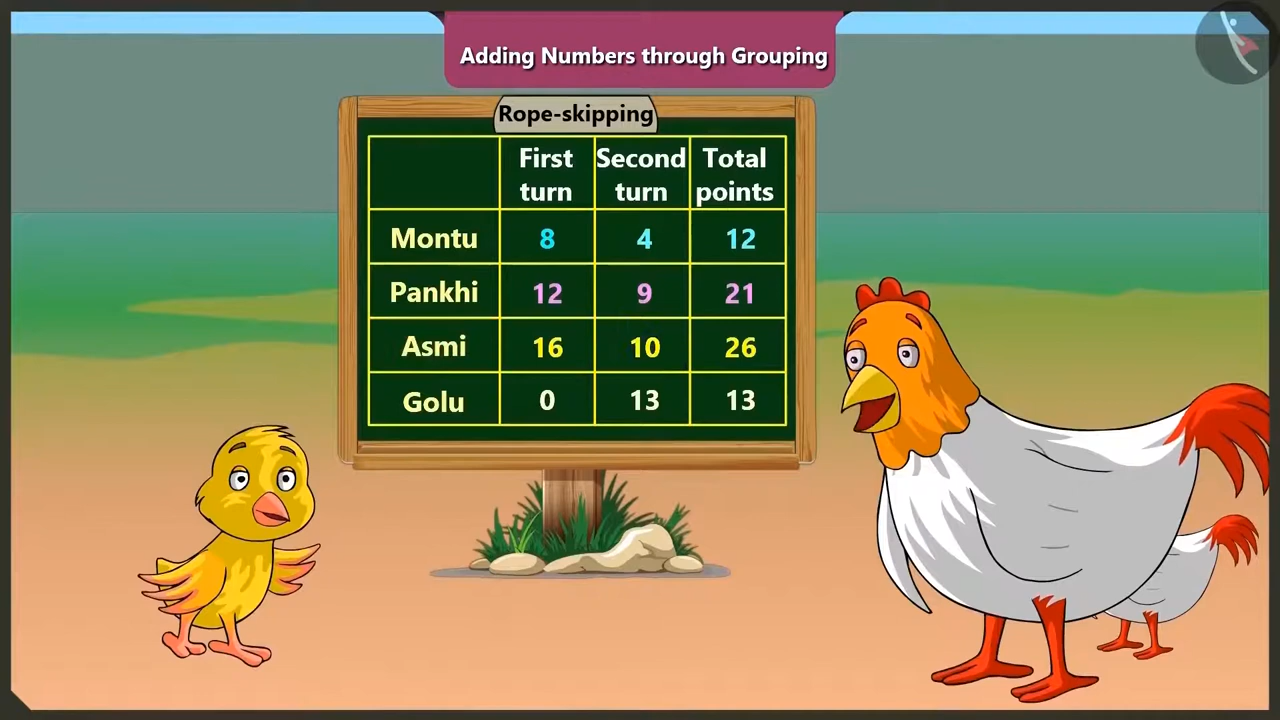 Adding Numbers through Grouping
Rope-skipping
First turn Second turn Total points
Montu 8 4 12
Pankhi 12 9 21
Asmi 16 10 26
Golu 0 13 13